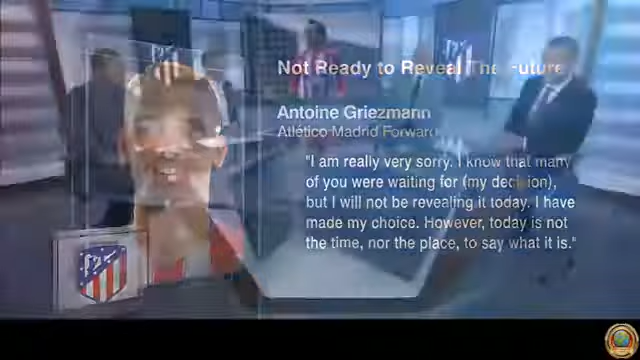 Not Ready to Reveal The Future
Antoine Griezmann
Atlético Madrid Forward
"I am really very sorry. I know that many
of you were waiting for (my decision),
but I will not be revealing it today. I have
made my choice. However, today is not
the time, nor the place, to say what it is."